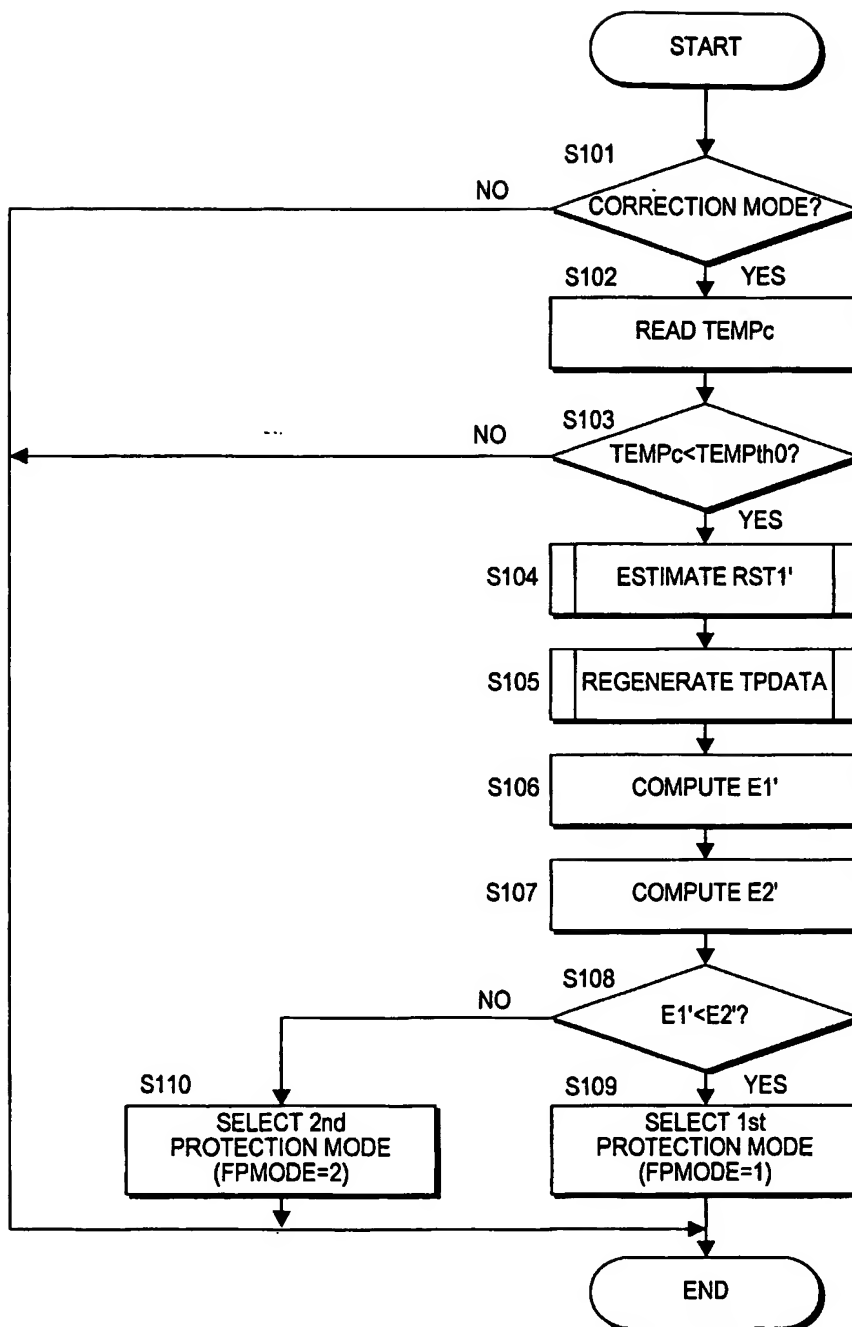 START
S101
NO
CORRECTION MODE?
S102
YES
READ TEMPc
S103
NO
TEMPc<TEMPth0?
YES
S104
ESTIMATE RST1'
S105
REGENERATE TPDATA
S106
COMPUTE E1'
S107
COMPUTE E2'
S108
NO
E1'<E2'?
S110
SELECT 2nd
PROTECTION MODE
(FPMODE=2)
S109
YES
SELECT 1st
PROTECTION MODE
(FPMODE=1)
END